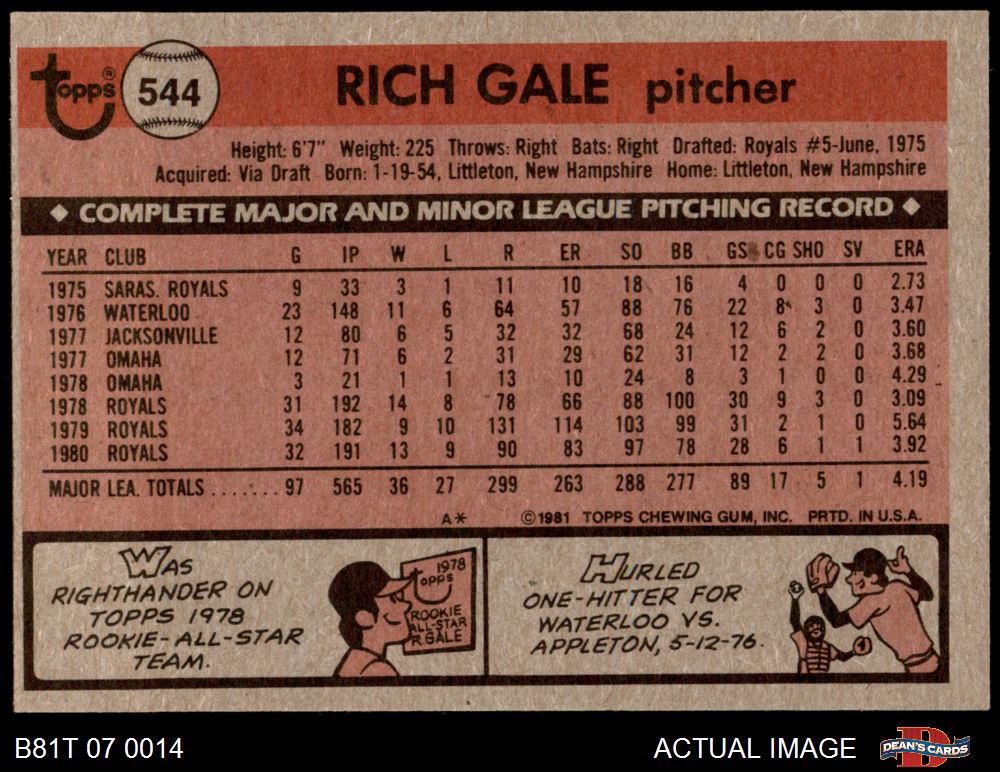 Topps® 544 RICH GALE pitcher
Height: 6'7" Weight: 225 Throws: Right Bats: Right Drafted: Royals #5-June, 1975
Acquired: Via Draft Born: 1-19-54, Littleton, New Hampshire Home: Littleton, New Hampshire
◆ COMPLETE MAJOR AND MINOR LEAGUE PITCHING RECORD ◆
YEAR CLUB G IP W L R ER SO BB GS CG SHO SV ERA
1975 SARAS. ROYALS 9 33 3 1 11 10 18 16 4 0 0 0 2.73
1976 WATERLOO 23 148 11 6 64 57 88 76 22 8 3 0 3.47
1977 JACKSONVILLE 12 80 6 5 32 32 68 24 12 6 2 0 3.60
1977 OMAHA 12 71 6 2 31 29 62 31 12 2 2 0 3.68
1978 OMAHA 3 21 1 1 13 10 24 8 3 1 0 0 4.29
1978 ROYALS 31 192 14 8 78 66 88 100 30 9 3 0 3.09
1979 ROYALS 34 182 9 10 131 114 103 99 31 2 1 0 5.64
1980 ROYALS 32 191 13 9 90 83 97 78 28 6 1 1 3.92
MAJOR LEA. TOTALS ....... 97 565 36 27 299 263 288 277 89 17 5 1 4.19
A* ©1981 TOPPS CHEWING GUM, INC. PRTD. IN U.S.A.
WAS
RIGHTHANDER ON
TOPPS 1978
ROOKIE-ALL-STAR
TEAM.
1978
Topps
ROOKIE
ALL-STAR
R. GALE
HURLED
ONE-HITTER FOR
WATERLOO VS.
APPLETON, 5-12-76.
B81T 07 0014 ACTUAL IMAGE DEAN'S CARDS